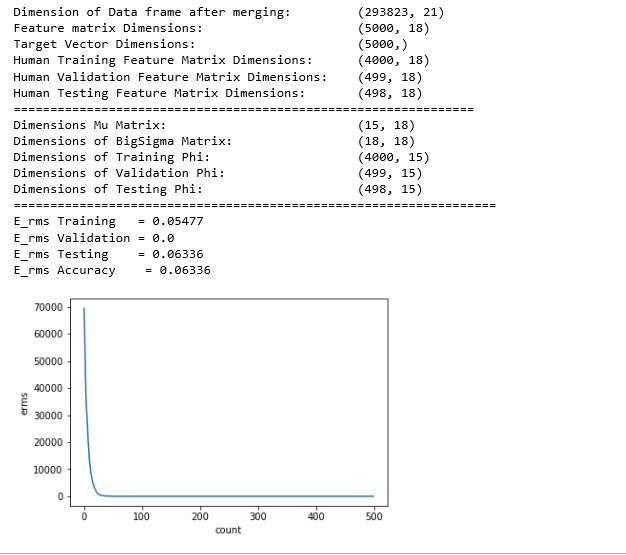 Dimension of Data frame after merging: (293823, 21)
Feature matrix Dimensions: (5000, 18)
Target Vector Dimensions: (5000,)
Human Training Feature Matrix Dimensions: (4000, 18)
Human Validation Feature Matrix Dimensions: (499, 18)
Human Testing Feature Matrix Dimensions: (498, 18)
===============================================================
Dimensions Mu Matrix: (15, 18)
Dimensions of BigSigma Matrix: (18, 18)
Dimensions of Training Phi: (4000, 15)
Dimensions of Validation Phi: (499, 15)
Dimensions of Testing Phi: (498, 15)
==================================================================
E_rms Training = 0.05477
E_rms Validation = 0.0
E_rms Testing = 0.06336
E_rms Accuracy = 0.06336
70000
60000
50000
40000
30000
20000
10000
0
erms
0 100 200 300 400 500
count